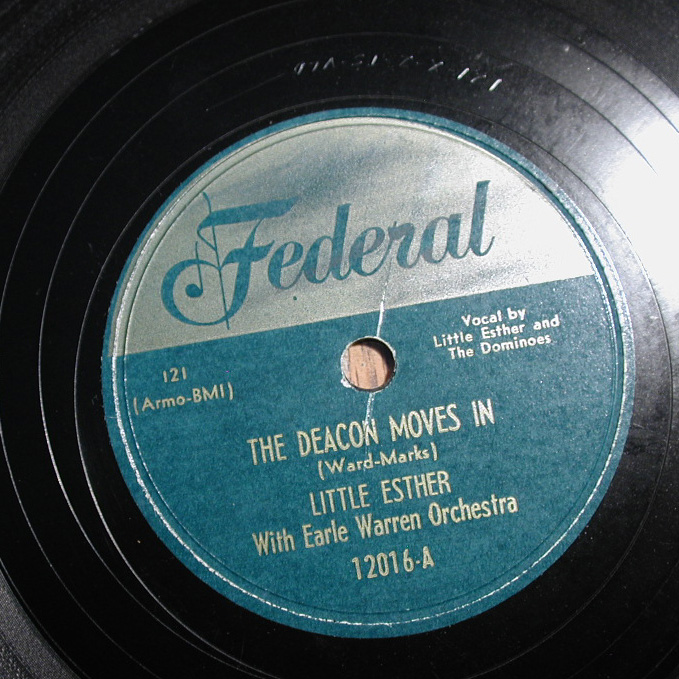 Federal
Vocal by
Little Esther and
The Dominoes
121
(Armo-BMI)
THE DEACON MOVES IN
(Ward-Marks)
LITTLE ESTHER
With Earle Warren Orchestra
12016-A